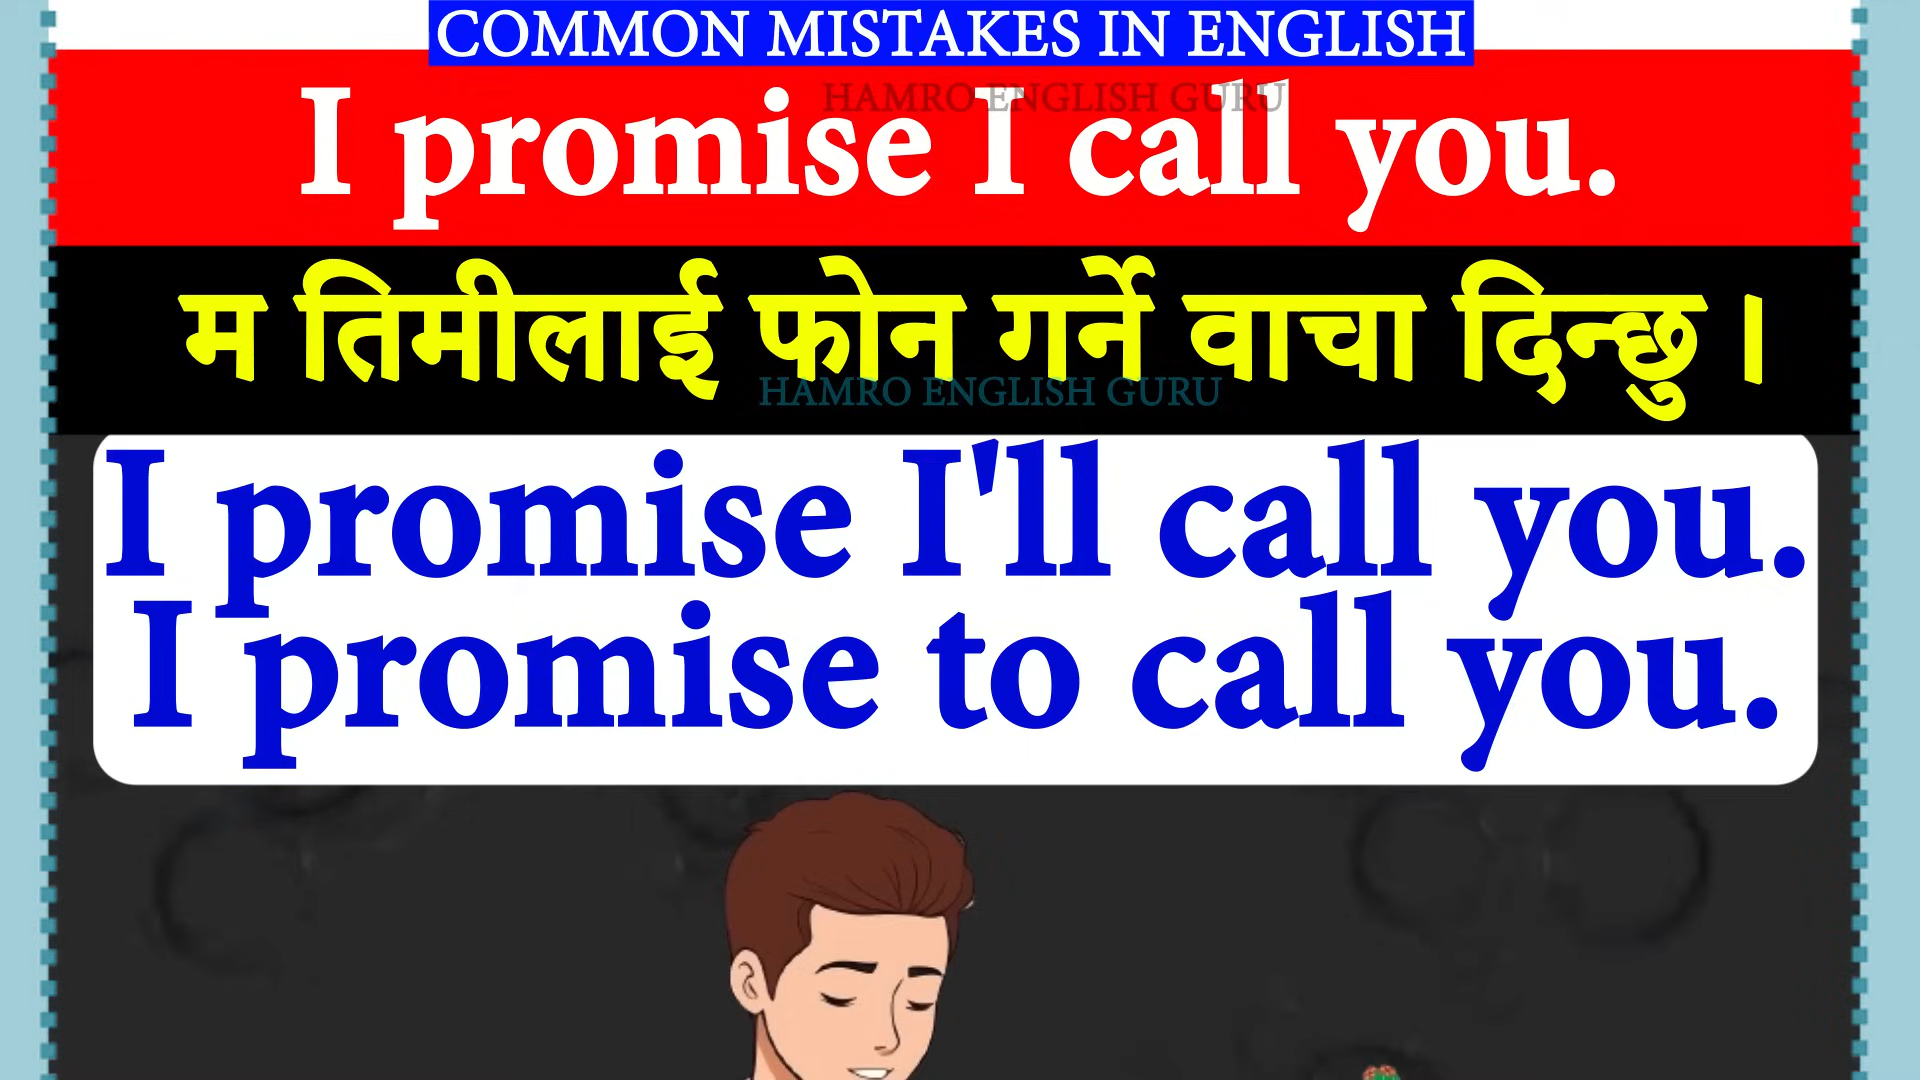 COMMON MISTAKES IN ENGLISH
HAMRO ENGLISH GURU
I promise I call you.
म तिमीलाई फोन गर्ने वाचा दिन्छु ।
HAMRO ENGLISH GURU
I promise I'll call you.
I promise to call you.